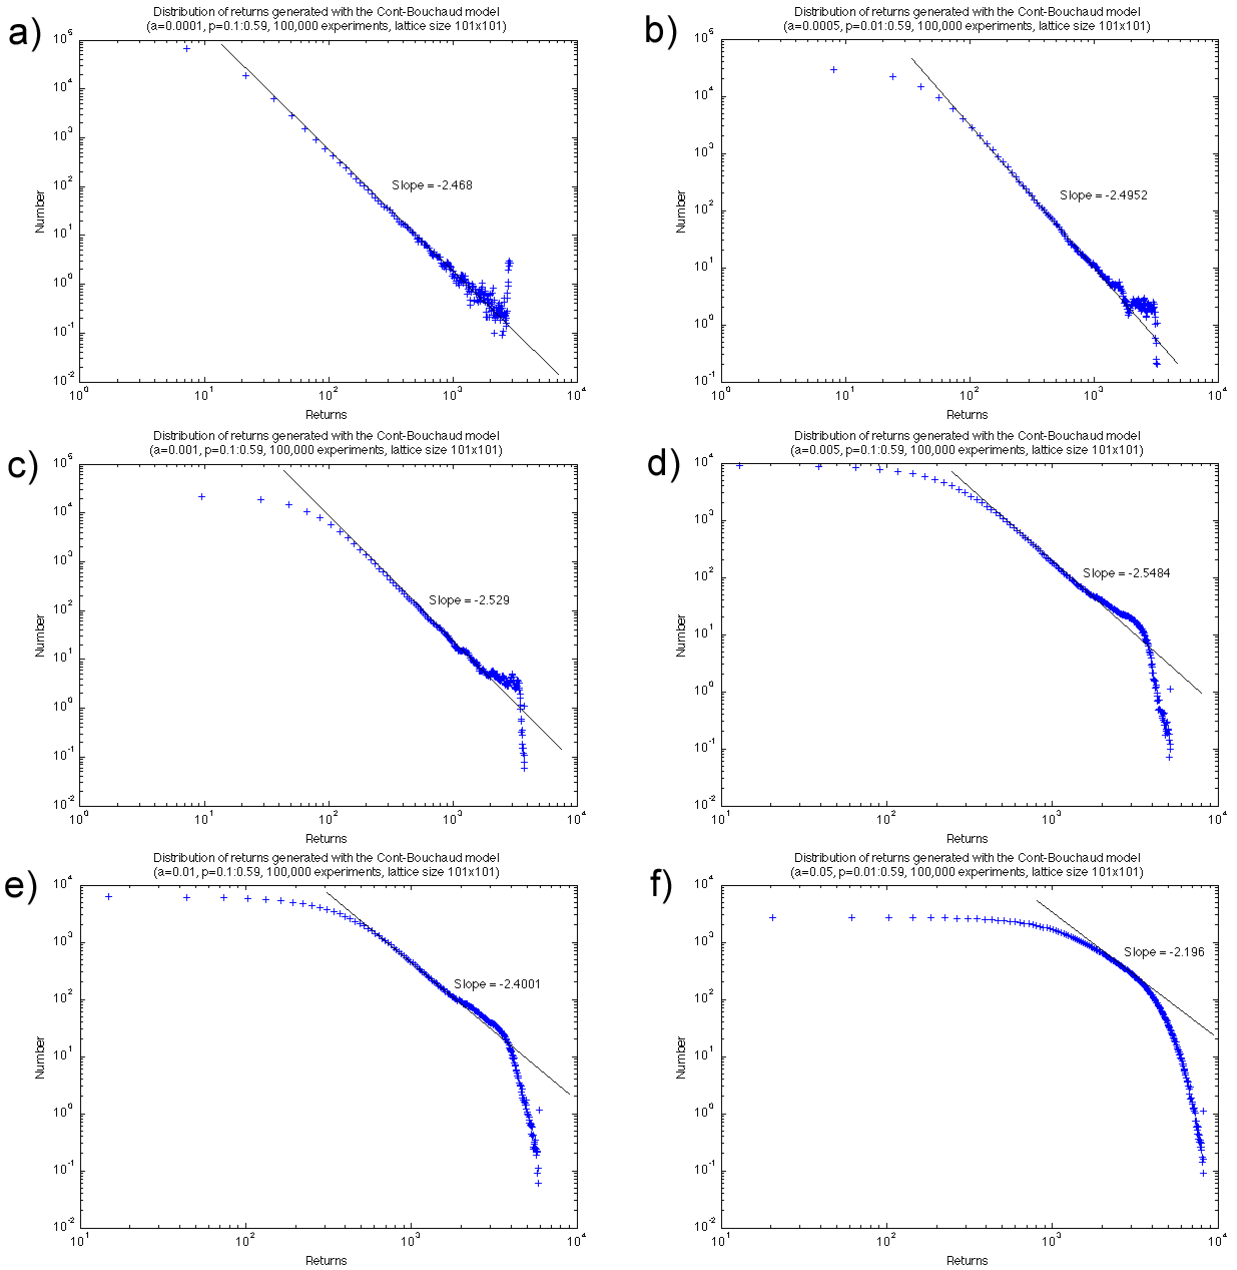 a)
Distribution of returns generated with the Cont-Bouchaud model
(a=0.0001, p=0.1:0.59, 100,000 experiments, lattice size 101x101)
10^6
10^4
10^3
10^2
10^1
10^0
10^-1
10^-2
Number
Slope = -2.468
10^0 10^1 10^2 10^3 10^4
Returns
b)
Distribution of returns generated with the Cont-Bouchaud model
(a=0.0005, p=0.01:0.59, 100,000 experiments, lattice size 101x101)
10^5
10^4
10^3
10^2
10^1
10^0
10^-1
Number
Slope = -2.4952
10^0 10^1 10^2 10^3 10^4
Returns
c)
Distribution of returns generated with the Cont-Bouchaud model
(a=0.001, p=0.1:0.59, 100,000 experiments, lattice size 101x101)
10^5
10^4
10^3
10^2
10^1
10^0
10^-1
10^-2
Number
Slope = -2.529
10^0 10^1 10^2 10^3 10^4
Returns
d)
Distribution of returns generated with the Cont-Bouchaud model
(a=0.005, p=0.1:0.59, 100,000 experiments, lattice size 101x101)
10^4
10^3
10^2
10^1
10^0
10^-1
10^-2
Number
Slope = -2.5484
10^1 10^2 10^3 10^4
Returns
e)
Distribution of returns generated with the Cont-Bouchaud model
(a=0.01, p=0.1:0.59, 100,000 experiments, lattice size 101x101)
10^4
10^3
10^2
10^1
10^0
10^-1
10^-2
Number
Slope = -2.4001
10^1 10^2 10^3 10^4
Returns
f)
Distribution of returns generated with the Cont-Bouchaud model
(a=0.05, p=0.01:0.59, 100,000 experiments, lattice size 101x101)
10^4
10^3
10^2
10^1
10^0
10^-1
10^-2
Number
Slope = -2.196
10^1 10^2 10^3 10^4
Returns